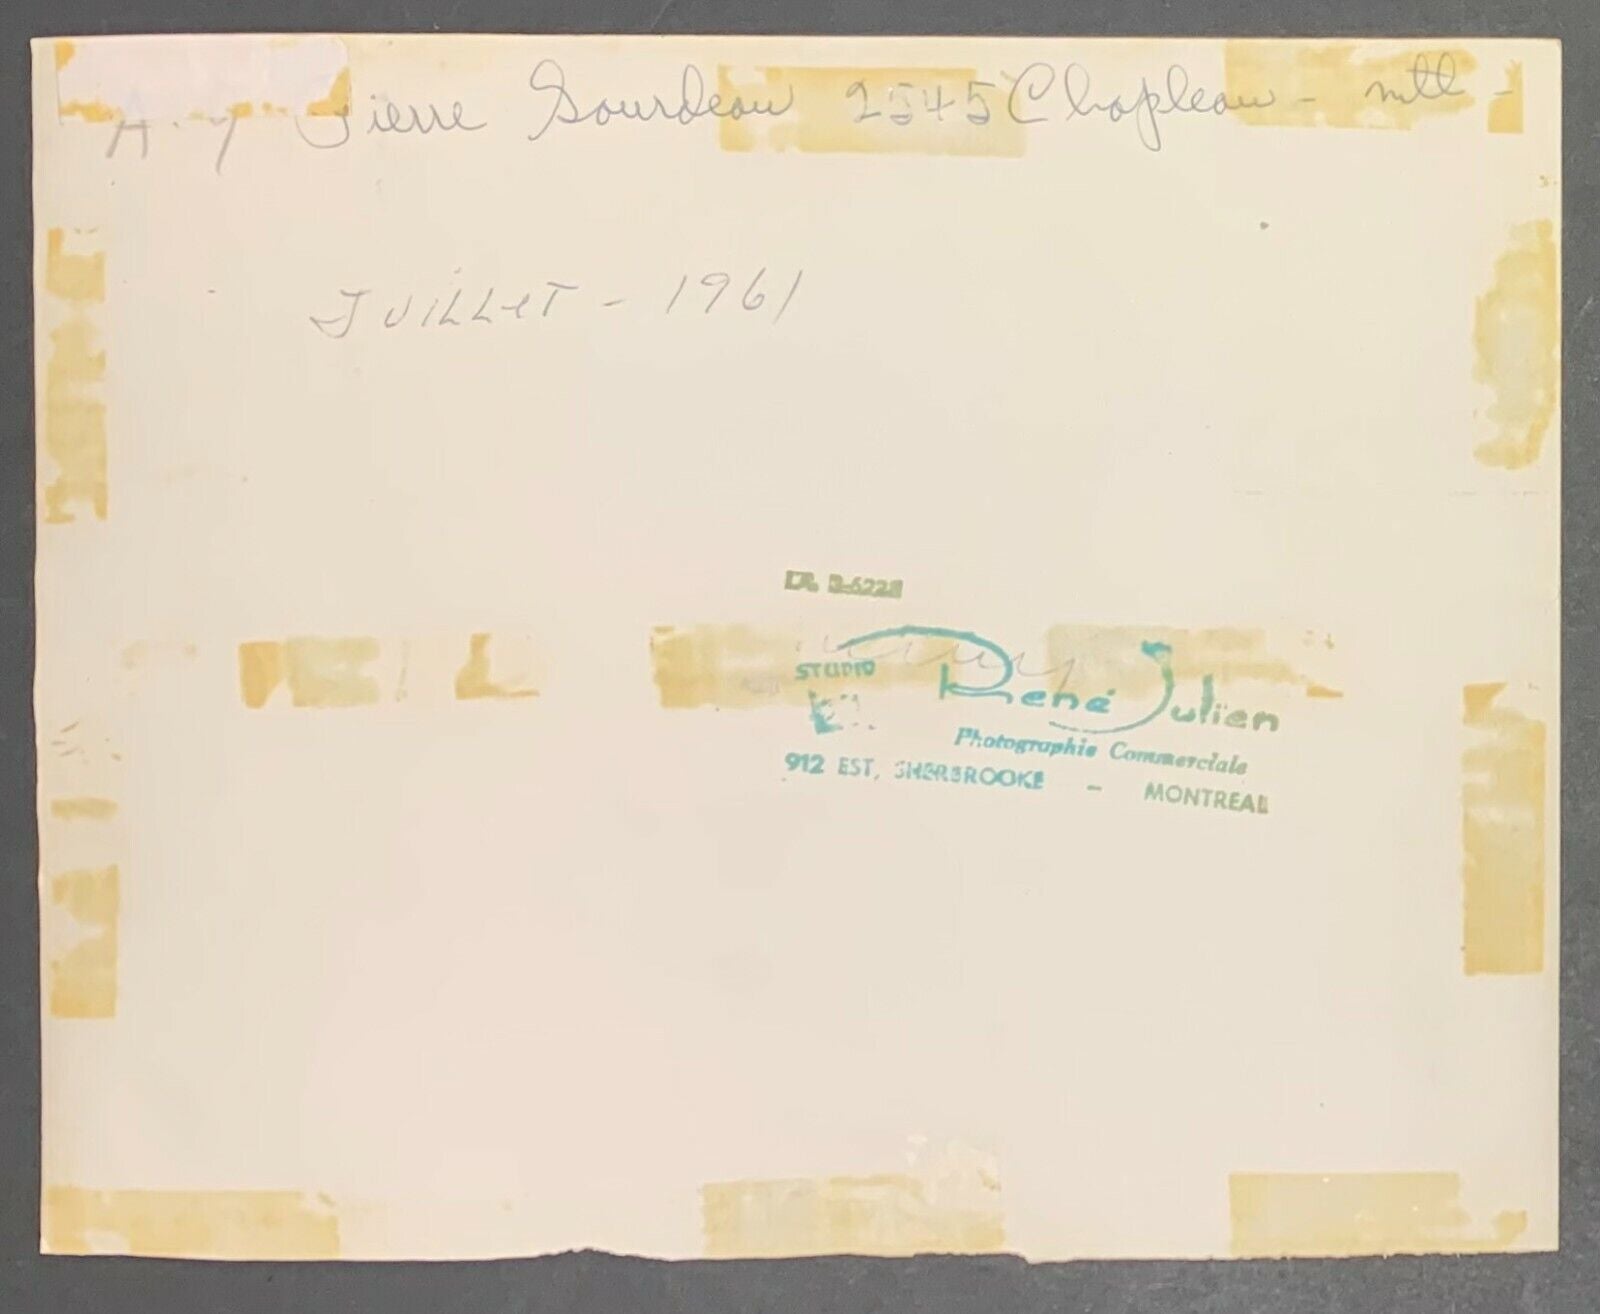 Pierre Gourdeau 2545 Chapleau - mtl -
JUILLET - 1961
STUDIO
René Julien
Photographie Commerciale
912 EST, SHERBROOKE - MONTREAL